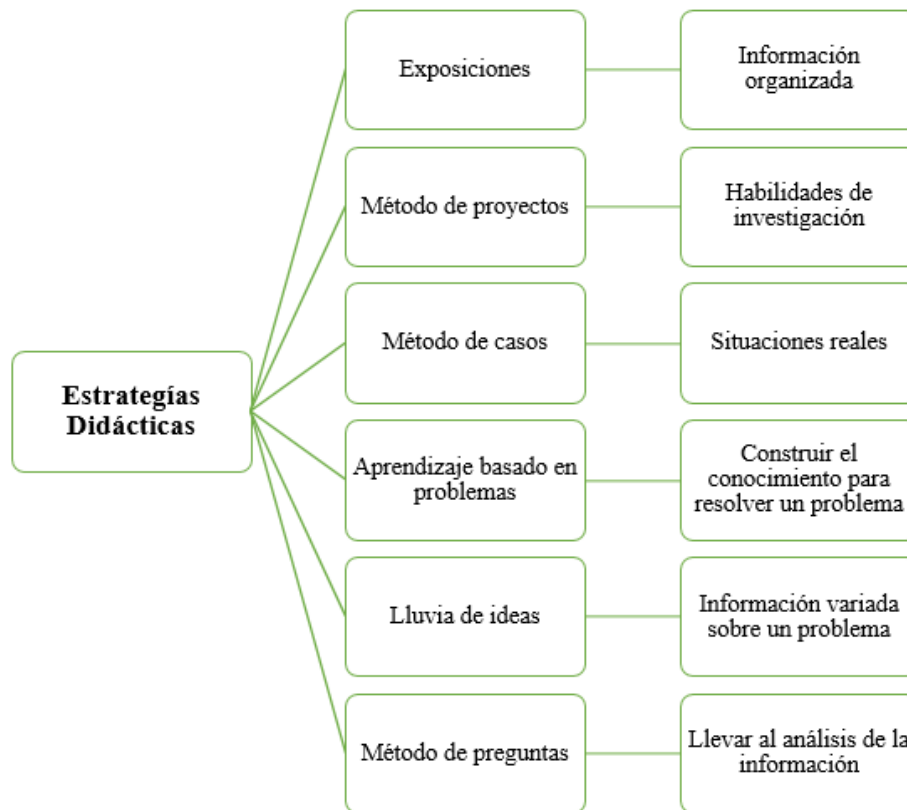 Exposiciones
Información
organizada
Método de proyectos
Habilidades de
investigación
Método de casos
Situaciones reales
Estrategías
Didácticas
Aprendizaje basado en
problemas
Construir el
conocimiento para
resolver un problema
Lluvia de ideas
Información variada
sobre un problema
Método de preguntas
Llevar al análisis de la
información